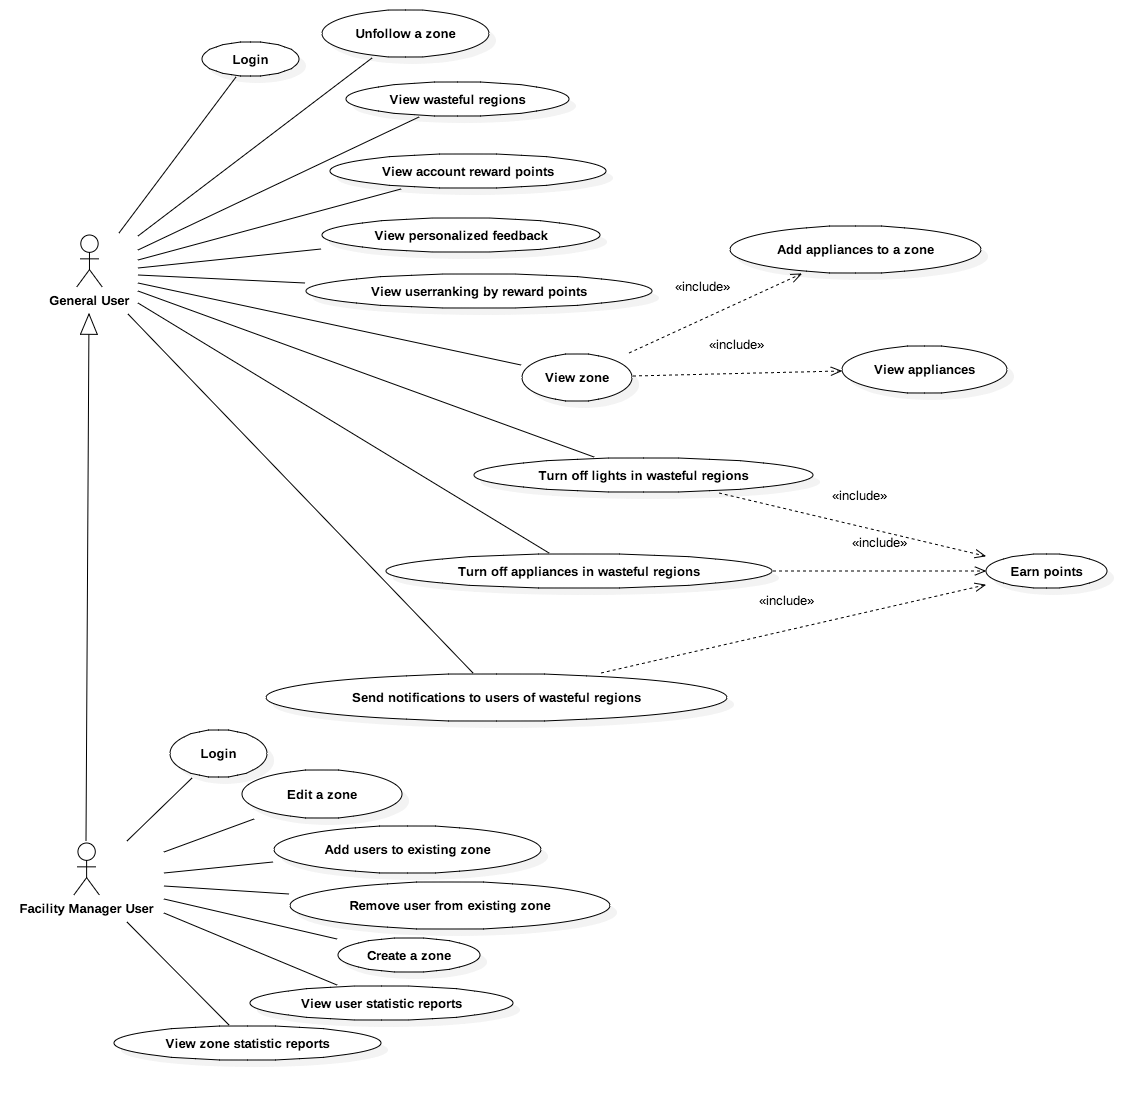 Unfollow a zone
Login
View wasteful regions
View account reward points
View personalized feedback
Add appliances to a zone
«include»
View userranking by reward points
General User
«include»
View appliances
View zone
Turn off lights in wasteful regions
«include»
«include»
Turn off appliances in wasteful regions
Earn points
«include»
Send notifications to users of wasteful regions
Login
Edit a zone
Add users to existing zone
Remove user from existing zone
Facility Manager User
Create a zone
View user statistic reports
View zone statistic reports